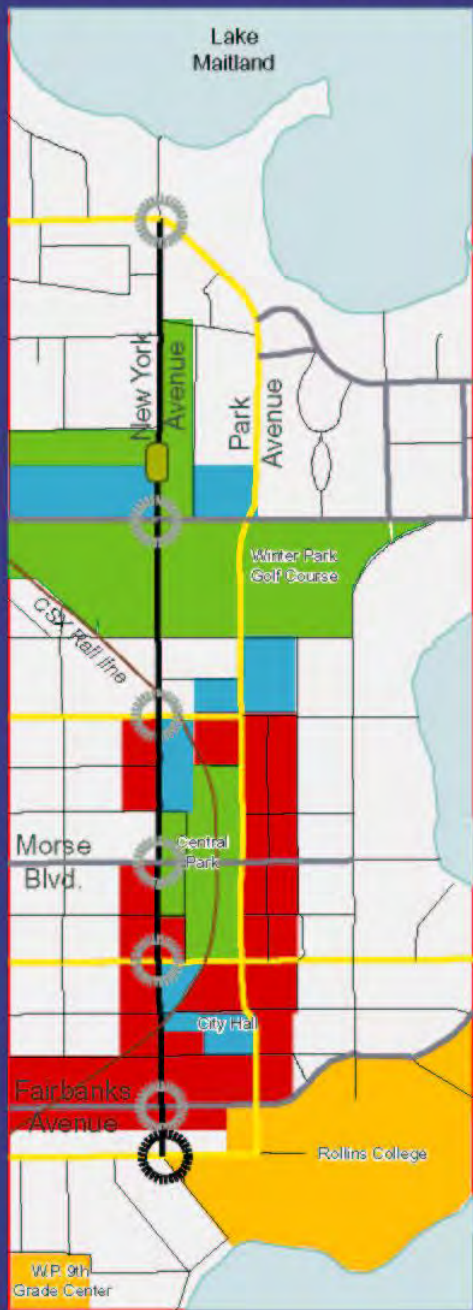 Lake
Maitland
New York
Avenue
Park
Avenue
Winter Park
Golf Course
CSX Rail line
Morse
Blvd.
Central
Park
City Hall
Fairbanks
Avenue
Rollins College
W.P. 9th
Grade Center